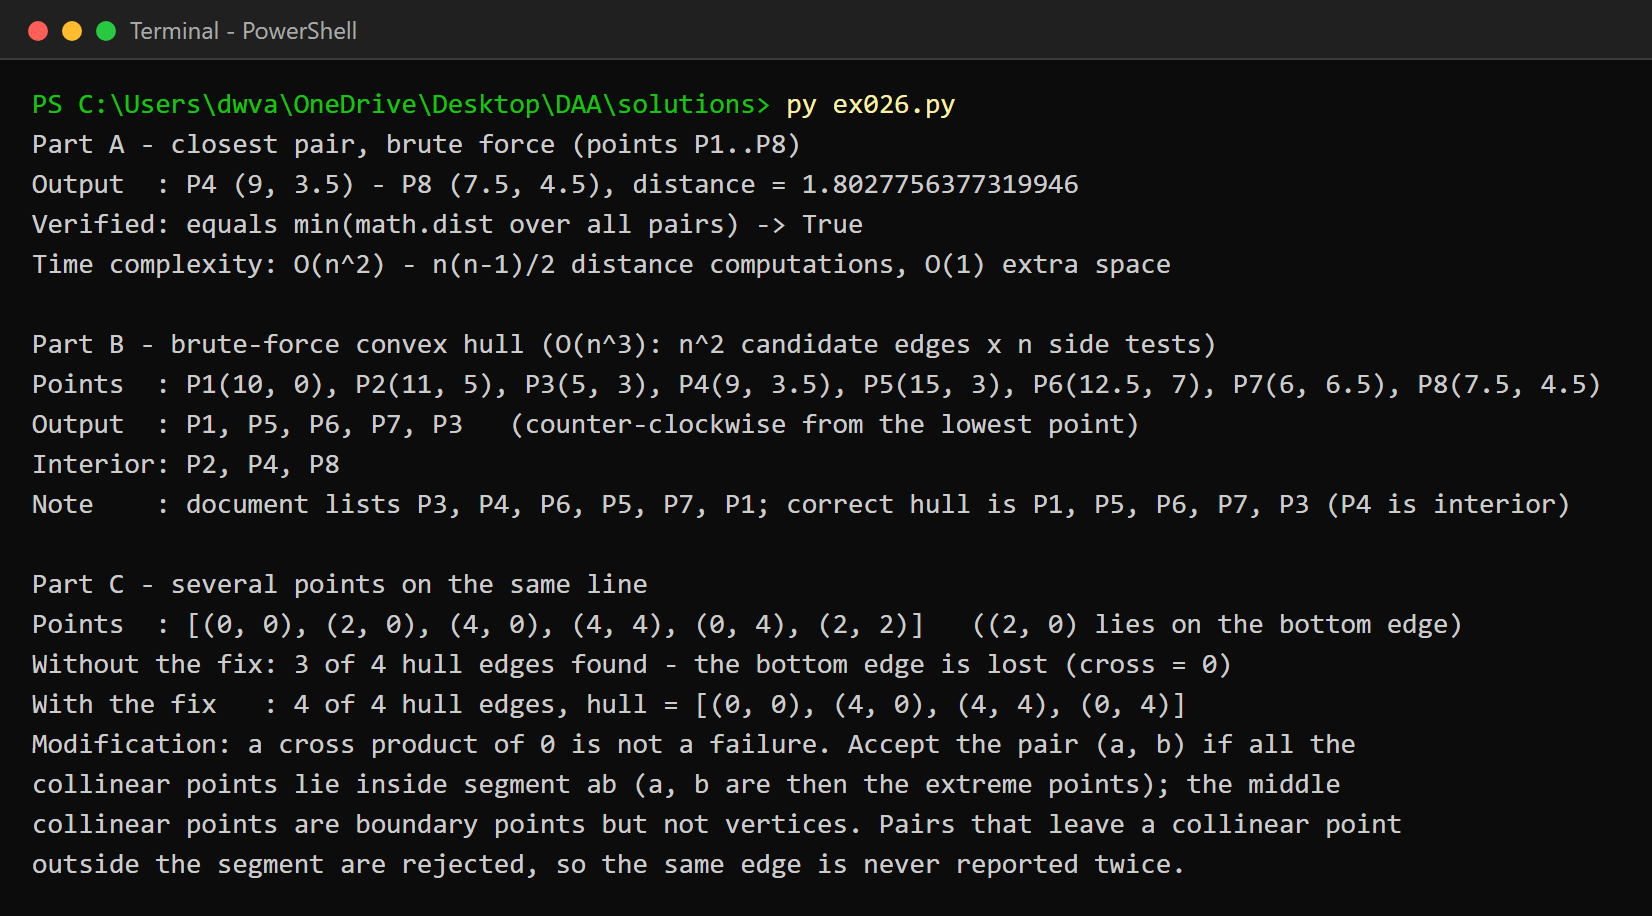 Terminal - PowerShell
PS C:\Users\dwva\OneDrive\Desktop\DAA\solutions> py ex026.py
Part A - closest pair, brute force (points P1..P8)
Output  : P4 (9, 3.5) - P8 (7.5, 4.5), distance = 1.8027756377319946
Verified: equals min(math.dist over all pairs) -> True
Time complexity: O(n^2) - n(n-1)/2 distance computations, O(1) extra space
Part B - brute-force convex hull (O(n^3): n^2 candidate edges x n side tests)
Points  : P1(10, 0), P2(11, 5), P3(5, 3), P4(9, 3.5), P5(15, 3), P6(12.5, 7), P7(6, 6.5), P8(7.5, 4.5)
Output  : P1, P5, P6, P7, P3   (counter-clockwise from the lowest point)
Interior: P2, P4, P8
Note    : document lists P3, P4, P6, P5, P7, P1; correct hull is P1, P5, P6, P7, P3 (P4 is interior)
Part C - several points on the same line
Points  : [(0, 0), (2, 0), (4, 0), (4, 4), (0, 4), (2, 2)]   ((2, 0) lies on the bottom edge)
Without the fix: 3 of 4 hull edges found - the bottom edge is lost (cross = 0)
With the fix   : 4 of 4 hull edges, hull = [(0, 0), (4, 0), (4, 4), (0, 4)]
Modification: a cross product of 0 is not a failure. Accept the pair (a, b) if all the
collinear points lie inside segment ab (a, b are then the extreme points); the middle
collinear points are boundary points but not vertices. Pairs that leave a collinear point
outside the segment are rejected, so the same edge is never reported twice.